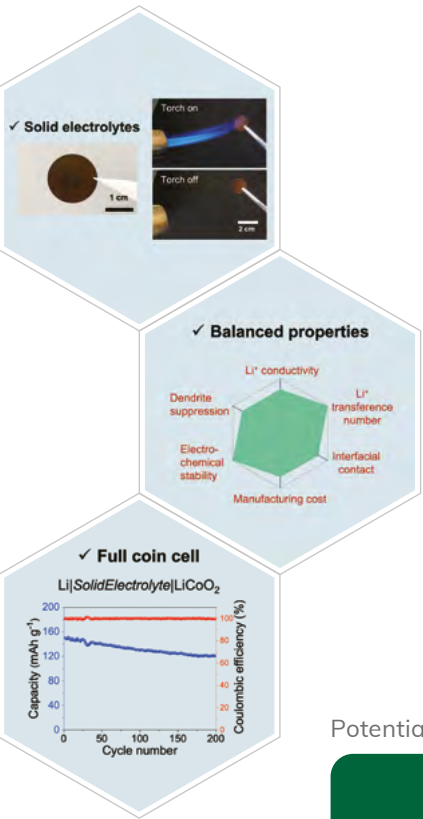 ✓ Solid electrolytes
Torch on
1 cm
Torch off
2 cm
✓ Balanced properties
Li⁺ conductivity
Dendrite
suppression
Li⁺
transference
number
Electro-
chemical
stability
Interfacial
contact
Manufacturing cost
✓ Full coin cell
Li|SolidElectrolyte|LiCoO₂
Capacity (mAh g⁻¹)
200
160
120
80
40
0
100
80
60
40
20
0
Coulombic efficiency (%)
0
50
100
150
200
Cycle number